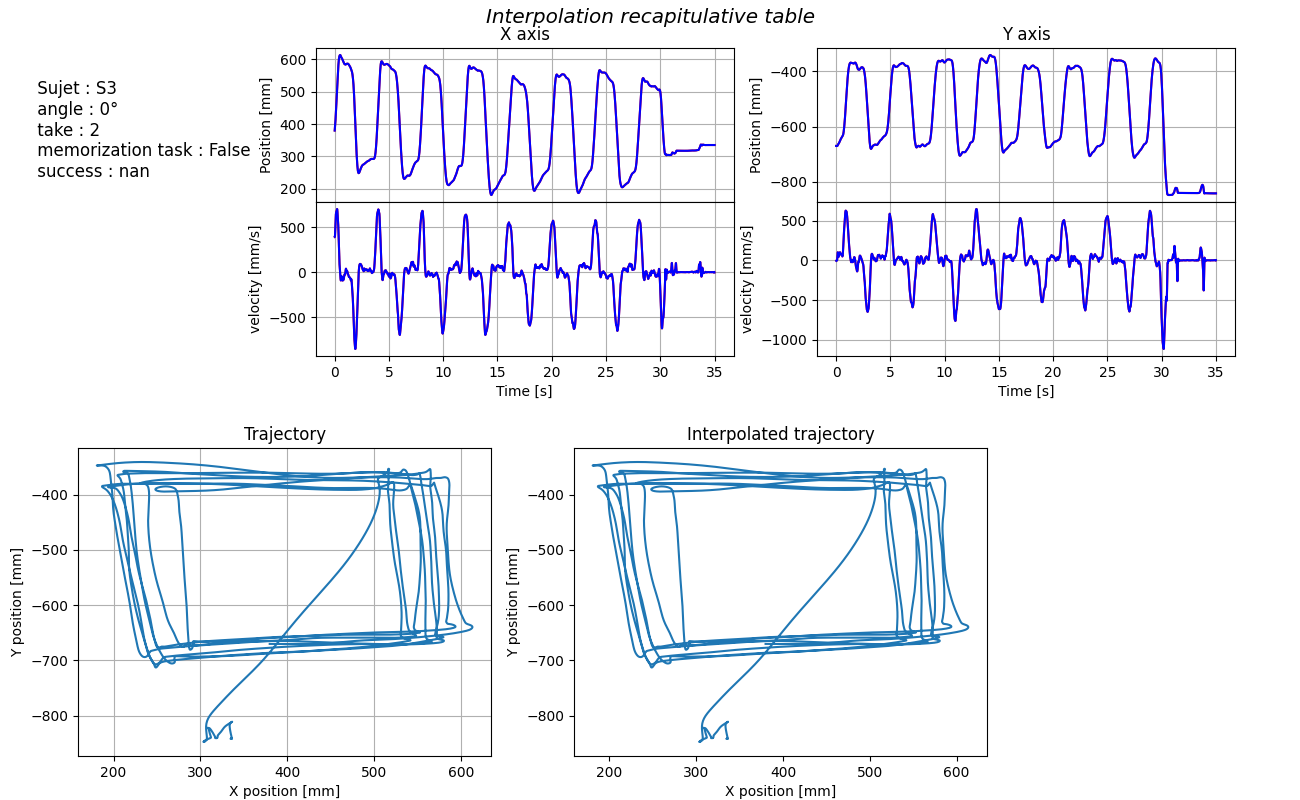 Interpolation recapitulative table
Sujet : S3
angle : 0°
take : 2
memorization task : False
success : nan
X axis
Position [mm]
600
500
400
300
200
velocity [mm/s]
500
0
−500
0 5 10 15 20 25 30 35
Time [s]
Y axis
Position [mm]
−400
−600
−800
velocity [mm/s]
500
0
−500
−1000
0 5 10 15 20 25 30 35
Time [s]
Trajectory
Y position [mm]
−400
−500
−600
−700
−800
200 300 400 500 600
X position [mm]
Interpolated trajectory
Y position [mm]
−400
−500
−600
−700
−800
200 300 400 500 600
X position [mm]